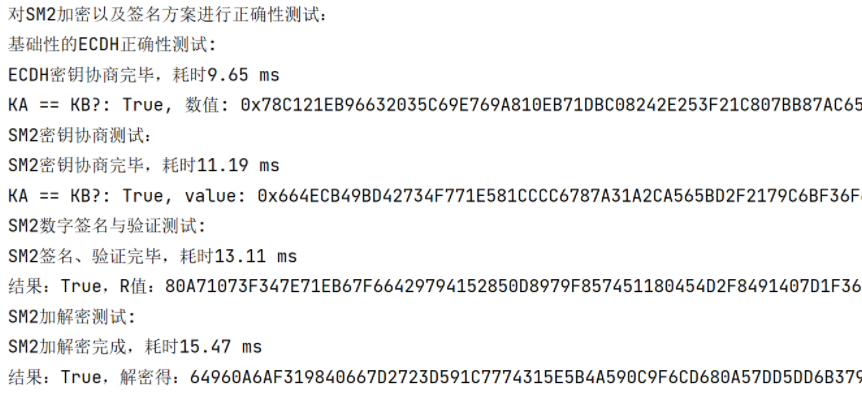 对SM2加密以及签名方案进行正确性测试:
基础性的ECDH正确性测试:
ECDH密钥协商完毕，耗时9.65 ms
KA == KB?: True, 数值: 0x78C121EB96632035C69E769A810EB71DBC08242E253F21C807BB87AC65
SM2密钥协商测试:
SM2密钥协商完毕，耗时11.19 ms
KA == KB?: True, value: 0x664ECB49BD42734F771E581CCCC6787A31A2CA565BD2F2179C6BF36F
SM2数字签名与验证测试:
SM2签名、验证完毕，耗时13.11 ms
结果: True, R值: 80A71073F347E71EB67F66429794152850D8979F857451180454D2F8491407D1F36
SM2加解密测试:
SM2加解密完成，耗时15.47 ms
结果: True, 解密得: 64960A6AF319840667D2723D591C7774315E5B4A590C9F6CD680A57DD5DD6B379